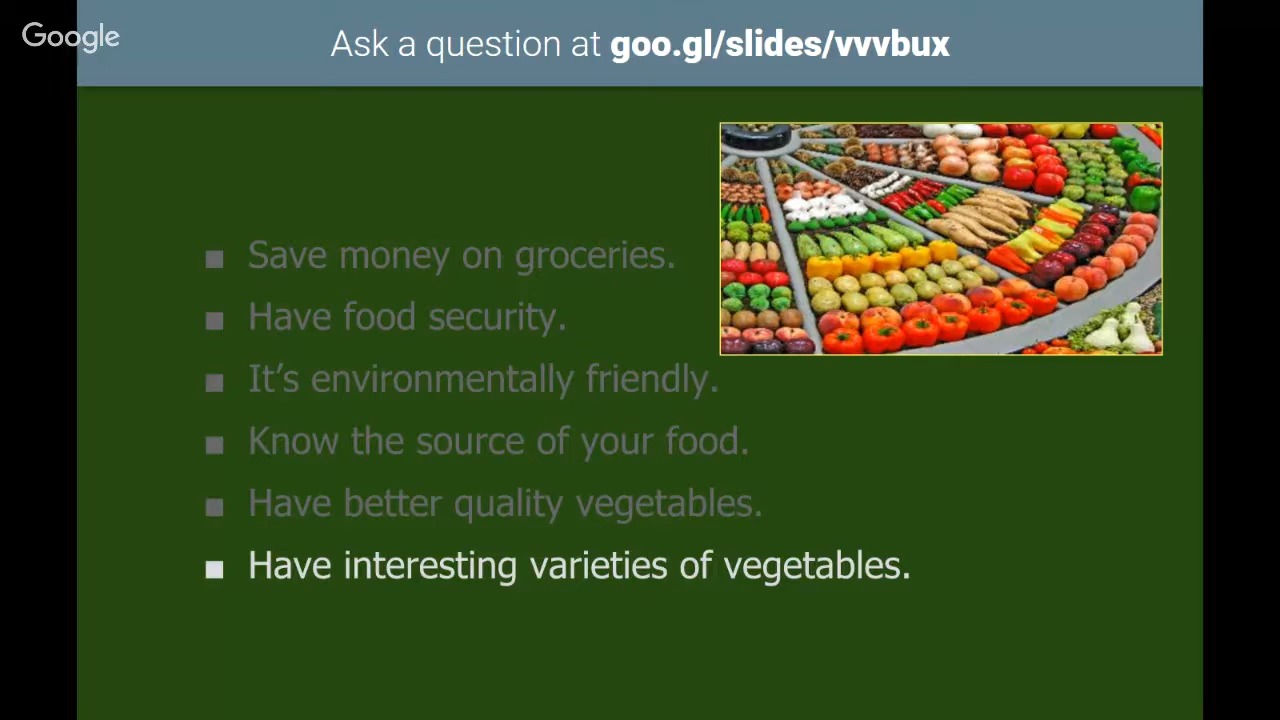 Google
Ask a question at goo.gl/slides/vvvbux
■ Save money on groceries.
■ Have food security.
■ It’s environmentally friendly.
■ Know the source of your food.
■ Have better quality vegetables.
■ Have interesting varieties of vegetables.